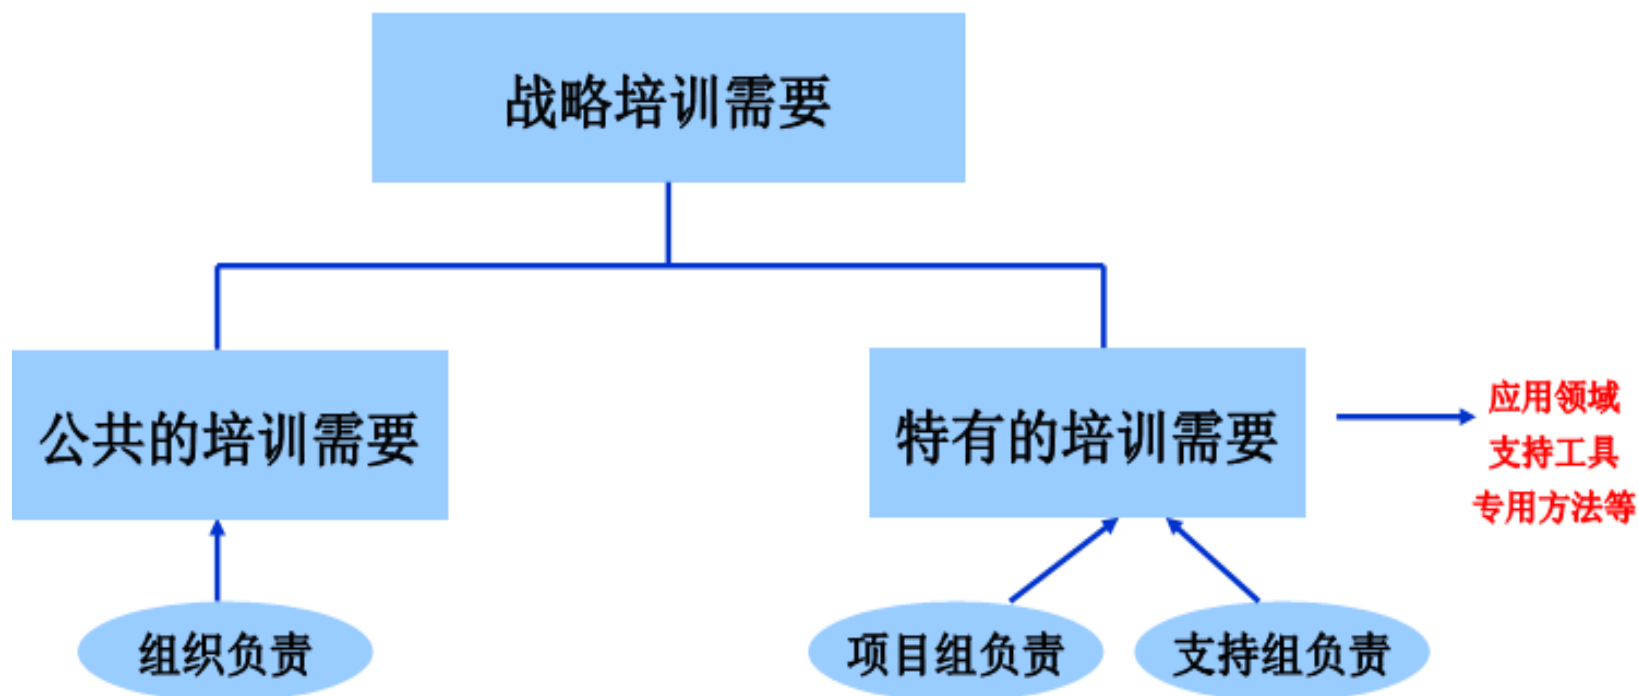 战略培训需要
公共的培训需要
特有的培训需要
应用领域
支持工具
专用方法等
组织负责
项目组负责
支持组负责